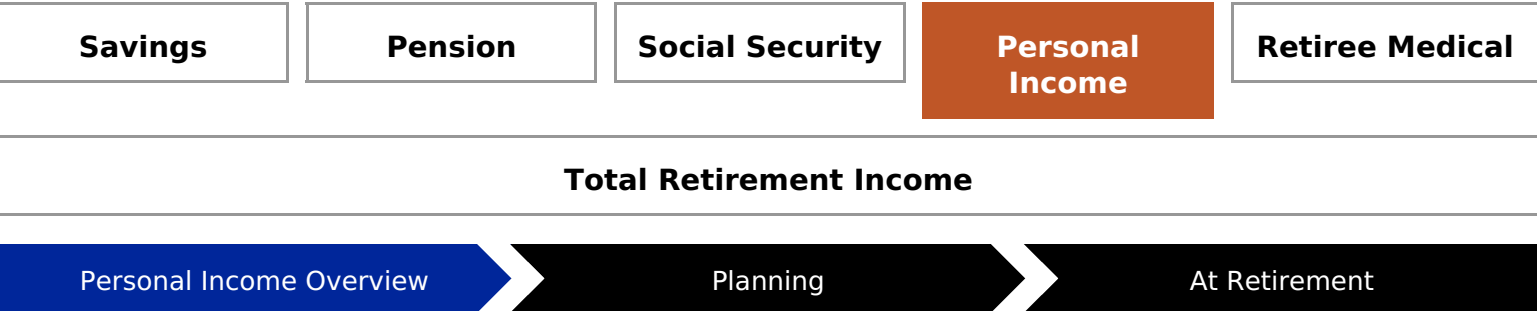 Savings
Pension
Social Security
Personal
Income
Retiree Medical
Total Retirement Income
Personal Income Overview
Planning
At Retirement